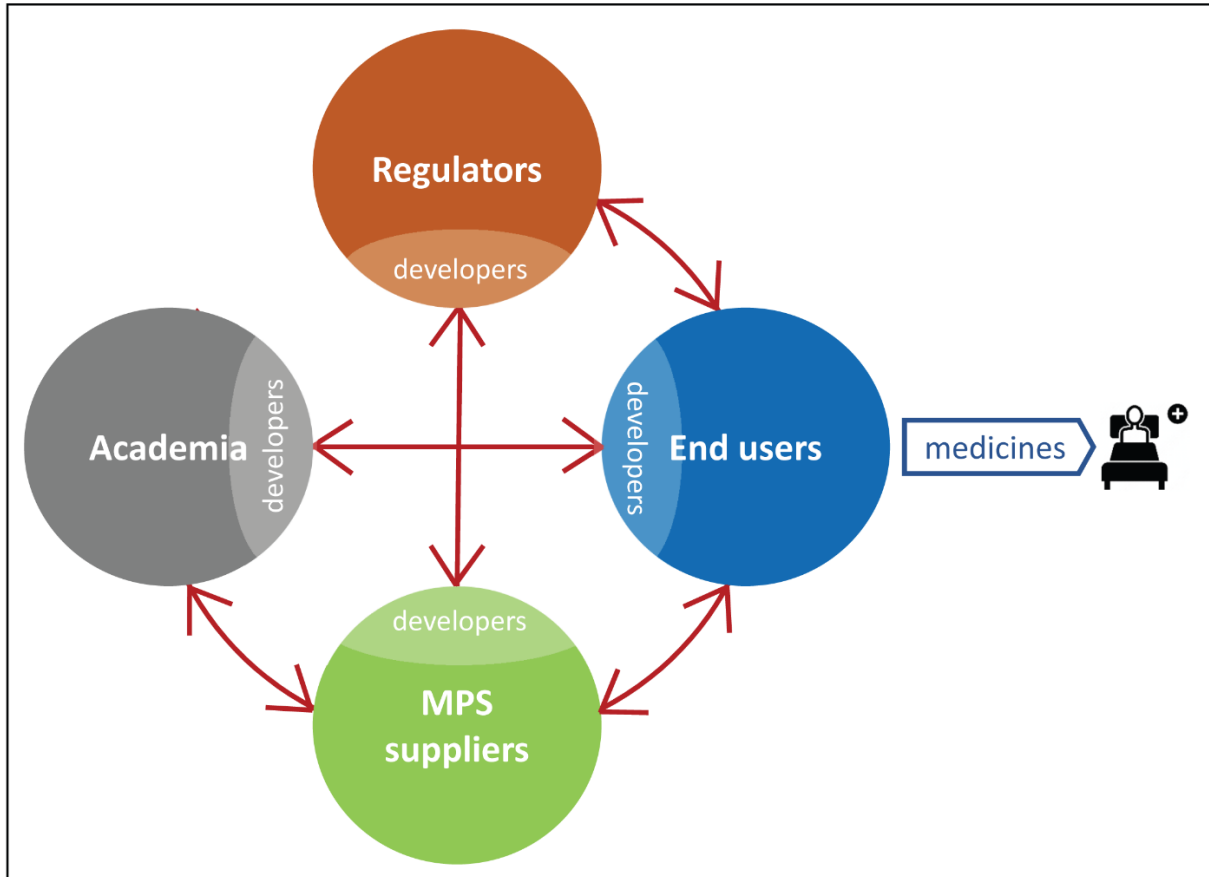 Regulators
developers
Academia
developers
developers
End users
medicines
developers
MPS
suppliers